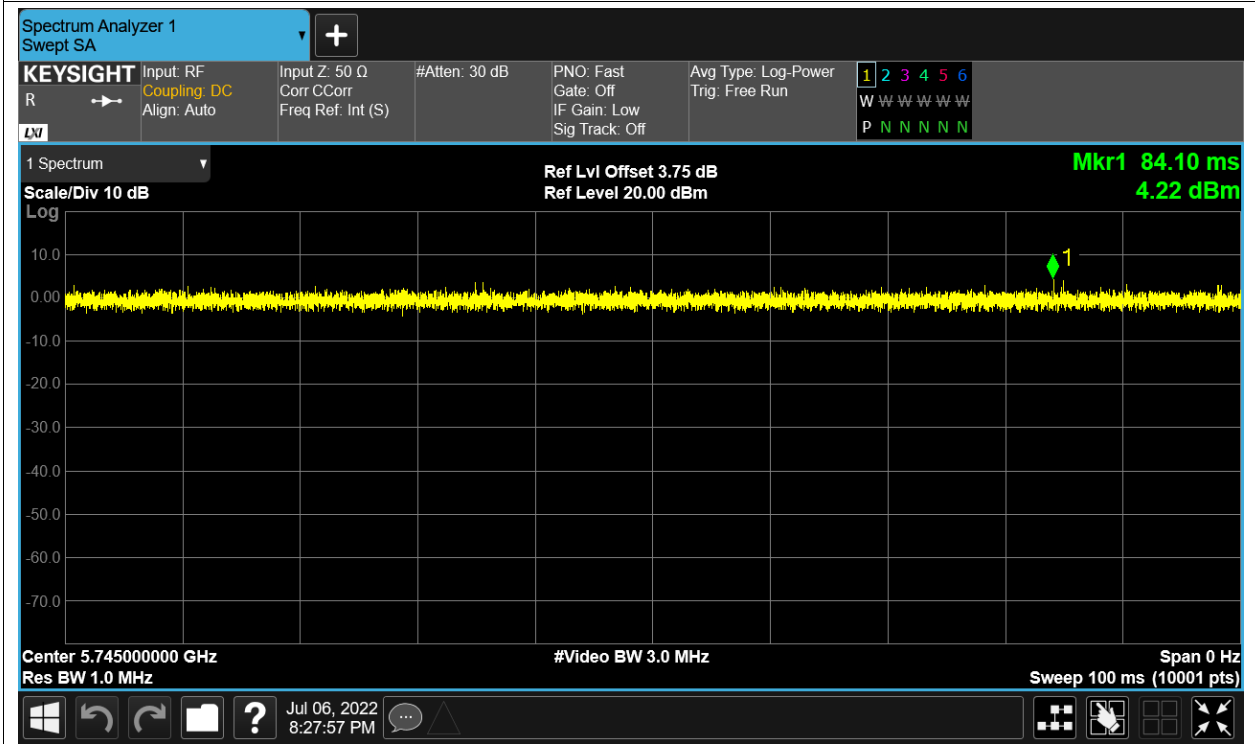 Spectrum Analyzer 1
Swept SA
KEYSIGHT
R
LXI
Input: RF
Coupling: DC
Align: Auto
Input Z: 50 Ω
Corr CCorr
Freq Ref: Int (S)
#Atten: 30 dB
PNO: Fast
Gate: Off
IF Gain: Low
Sig Track: Off
Avg Type: Log-Power
Trig: Free Run
1 2 3 4 5 6
W W W W W W
P N N N N N
1 Spectrum
Scale/Div 10 dB
Ref Lvl Offset 3.75 dB
Ref Level 20.00 dBm
Mkr1 84.10 ms
4.22 dBm
Log
10.0
0.00
-10.0
-20.0
-30.0
-40.0
-50.0
-60.0
-70.0
1
Center 5.745000000 GHz
Res BW 1.0 MHz
#Video BW 3.0 MHz
Span 0 Hz
Sweep 100 ms (10001 pts)
?
Jul 06, 2022
8:27:57 PM